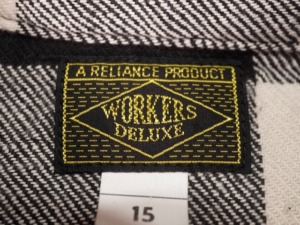 A RELIANCE PRODUCT
WORKERS
DELUXE
15